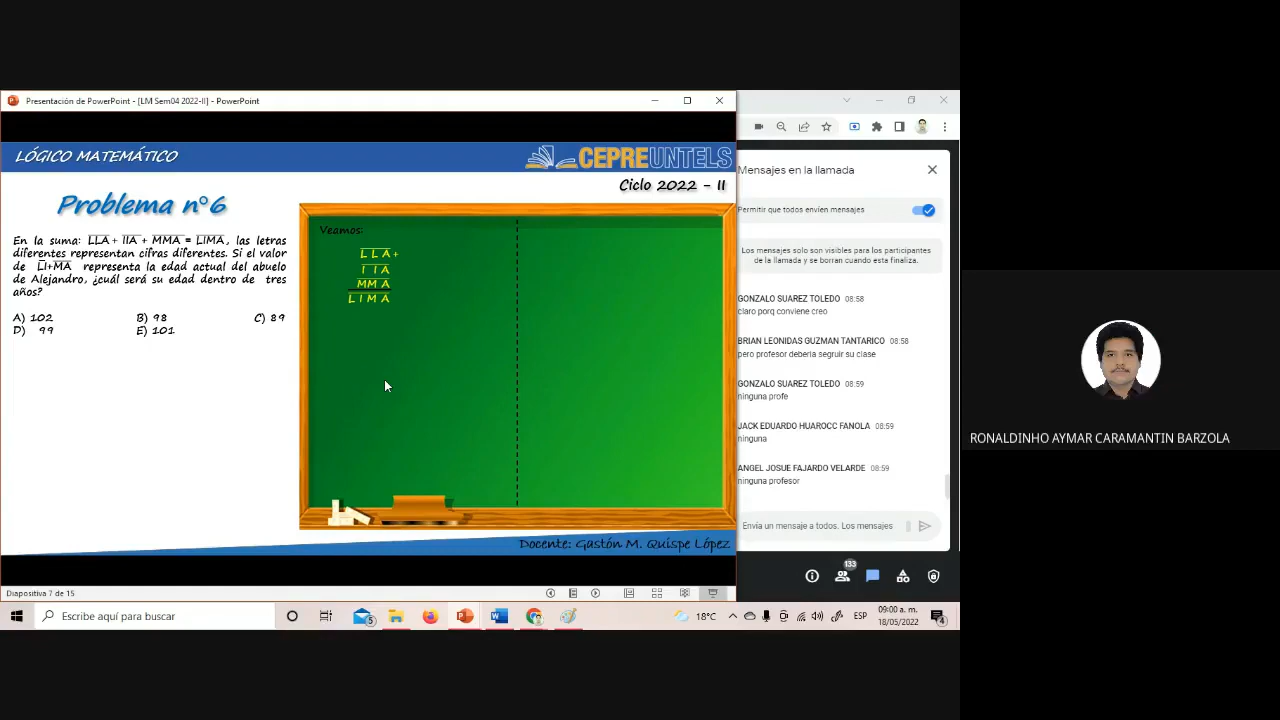 Presentación de PowerPoint - [LM Sem04 2022-II] - PowerPoint
LÓGICO MATEMÁTICO
CEPREUNTELS
Ciclo 2022 - II
Problema n°6
En la suma: LLA + IIA + MMA = LIMA, las letras
diferentes representan cifras diferentes. Si el valor
de LI+MA representa la edad actual del abuelo
de Alejandro, ¿cuál será su edad dentro de tres
años?
A) 102 B) 98 C) 89
D) 99 E) 101
Veamos:
L L A +
I I A
M M A
L I M A
Docente: Gastón M. Quispe López
Diapositiva 7 de 15
Mensajes en la llamada
Permitir que todos envíen mensajes
Los mensajes solo son visibles para los participantes
de la llamada y se borran cuando esta finaliza.
GONZALO SUAREZ TOLEDO 08:58
claro porq conviene creo
BRIAN LEONIDAS GUZMAN TANTARICO 08:58
pero profesor deberia segruir su clase
GONZALO SUAREZ TOLEDO 08:59
ninguna profe
JACK EDUARDO HUAROCC FANOLA 08:59
ninguna
ANGEL JOSUE FAJARDO VELARDE 08:59
ninguna profesor
Envía un mensaje a todos. Los mensajes
133
RONALDINHO AYMAR CARAMANTIN BARZOLA
Escribe aquí para buscar
5
18°C
ESP
09:00 a. m.
18/05/2022
4